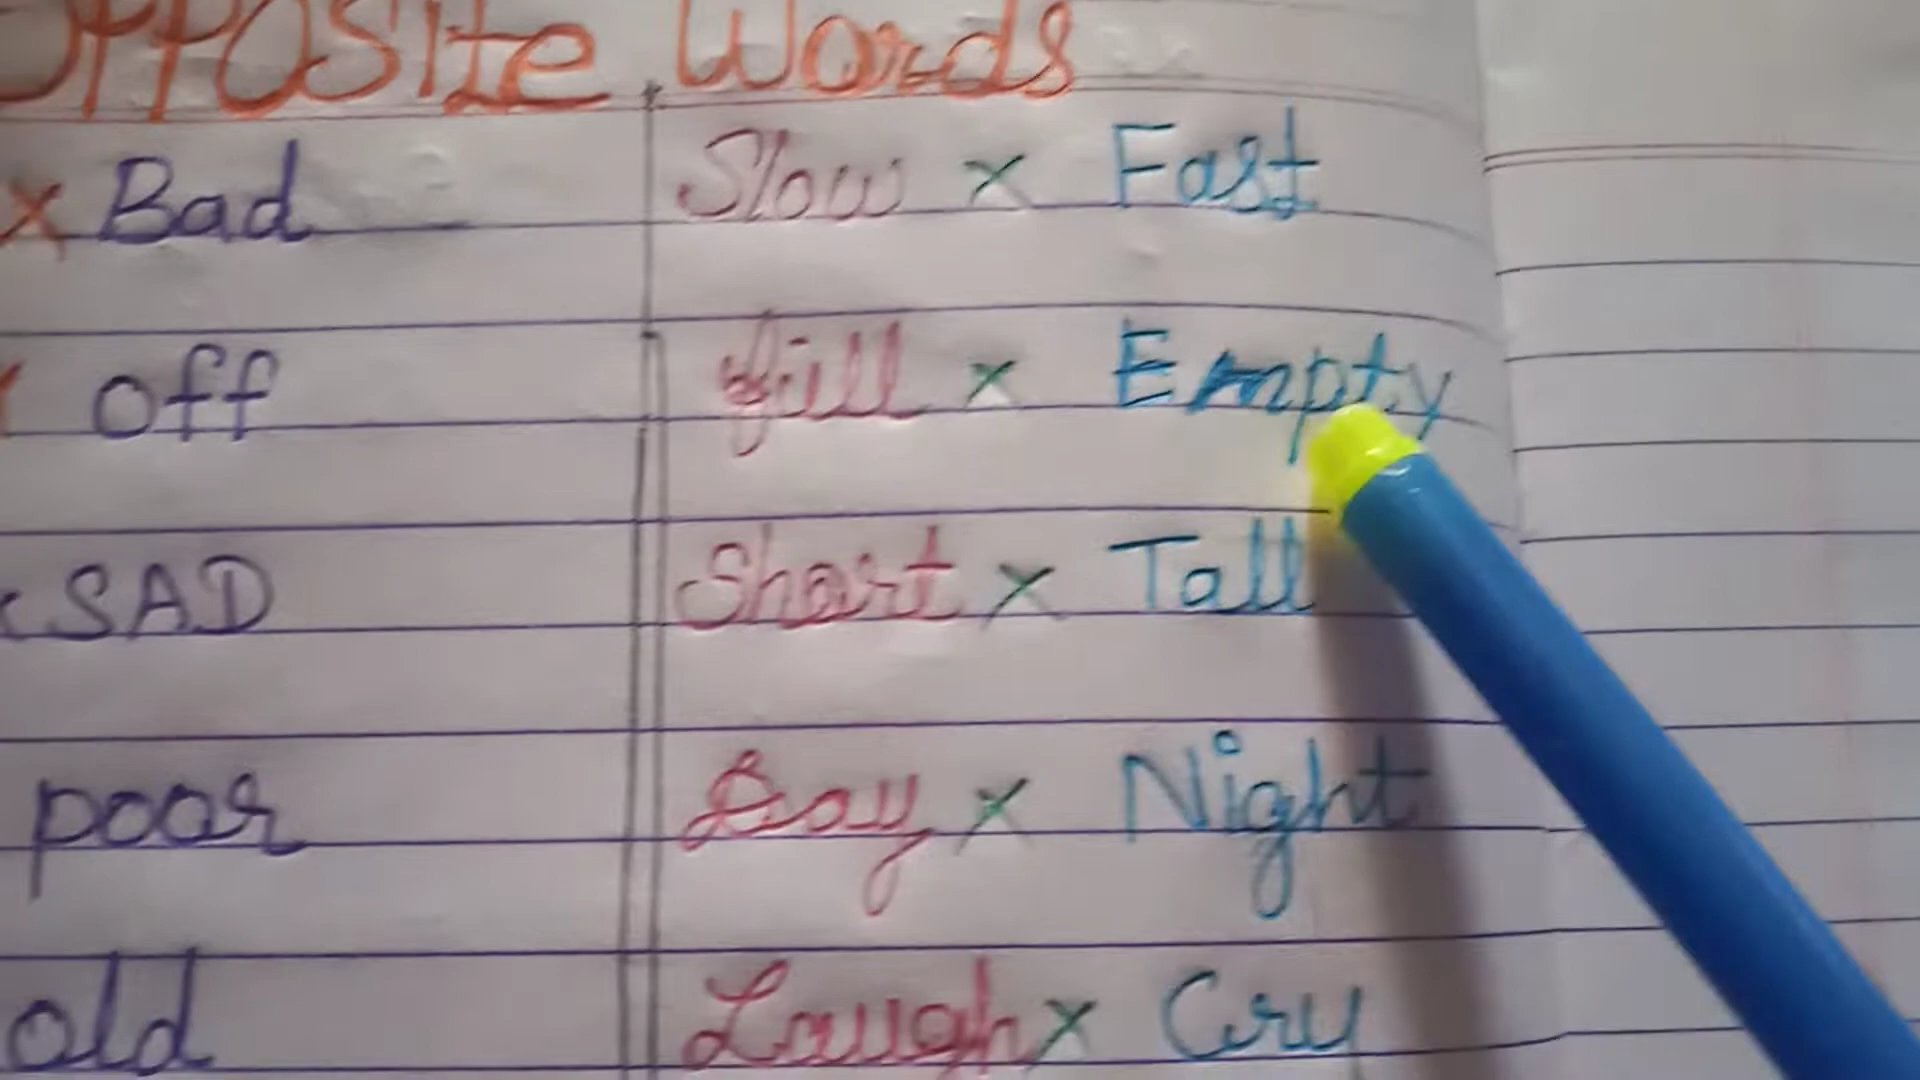 Opposite Words
x Bad
Slow x Fast
off
fill x Empty
x SAD
Short x Tall
poor
Day x Night
old
Laugh x Cry